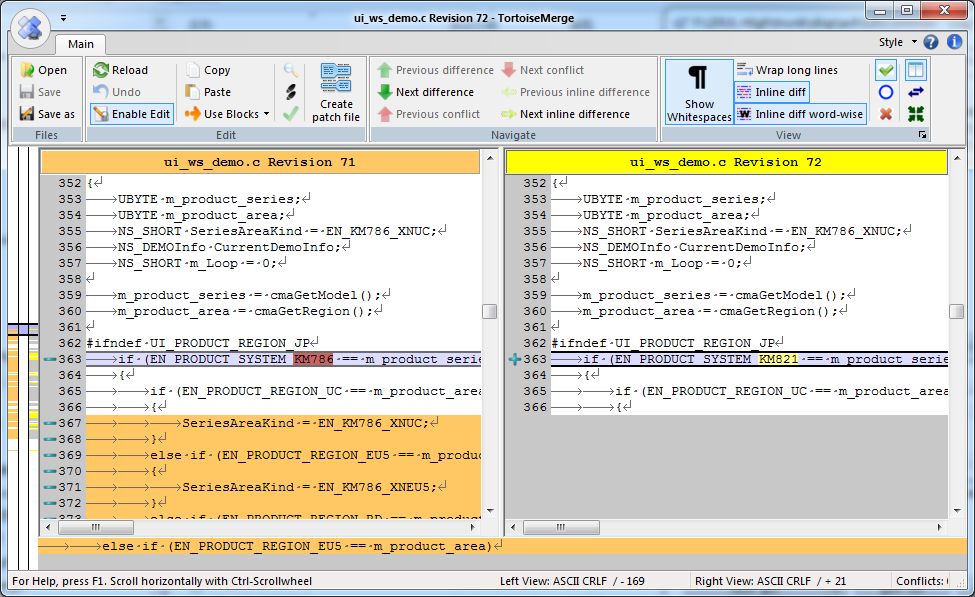 ui_ws_demo.c Revision 72 - TortoiseMerge
Main
Style
Open
Save
Save as
Files
Reload
Undo
Enable Edit
Copy
Paste
Use Blocks
Create
patch file
Edit
Previous difference
Next difference
Previous conflict
Next conflict
Previous inline difference
Next inline difference
Navigate
Show
Whitespaces
Wrap long lines
Inline diff
Inline diff word-wise
View
ui_ws_demo.c Revision 71
352 {
353 UBYTE·m_product_series;
354 UBYTE·m_product_area;
355 NS_SHORT·SeriesAreaKind·=·EN_KM786_XNUC;
356 NS_DEMOInfo·CurrentDemoInfo;
357 NS_SHORT·m_Loop·=·0;
358
359 m_product_series·=·cmaGetModel();
360 m_product_area·=·cmaGetRegion();
361
362 #ifndef·UI_PRODUCT_REGION_JP
363 if·(EN_PRODUCT_SYSTEM_KM786·==·m_product_serie
364 {
365 if·(EN_PRODUCT_REGION_UC·==·m_product_area
366 {
367 SeriesAreaKind·=·EN_KM786_XNUC;
368 }
369 else·if·(EN_PRODUCT_REGION_EU5·==·m_produc
370 {
371 SeriesAreaKind·=·EN_KM786_XNEU5;
372 }
ui_ws_demo.c Revision 72
352 {
353 UBYTE·m_product_series;
354 UBYTE·m_product_area;
355 NS_SHORT·SeriesAreaKind·=·EN_KM786_XNUC;
356 NS_DEMOInfo·CurrentDemoInfo;
357 NS_SHORT·m_Loop·=·0;
358
359 m_product_series·=·cmaGetModel();
360 m_product_area·=·cmaGetRegion();
361
362 #ifndef·UI_PRODUCT_REGION_JP
363 if·(EN_PRODUCT_SYSTEM_KM821·==·m_product_serie
364 {
365 if·(EN_PRODUCT_REGION_UC·==·m_product_area
366 {
else·if·(EN_PRODUCT_REGION_EU5·==·m_product_area)
For Help, press F1. Scroll horizontally with Ctrl-Scrollwheel
Left View: ASCII CRLF / - 169
Right View: ASCII CRLF / + 21
Conflicts: